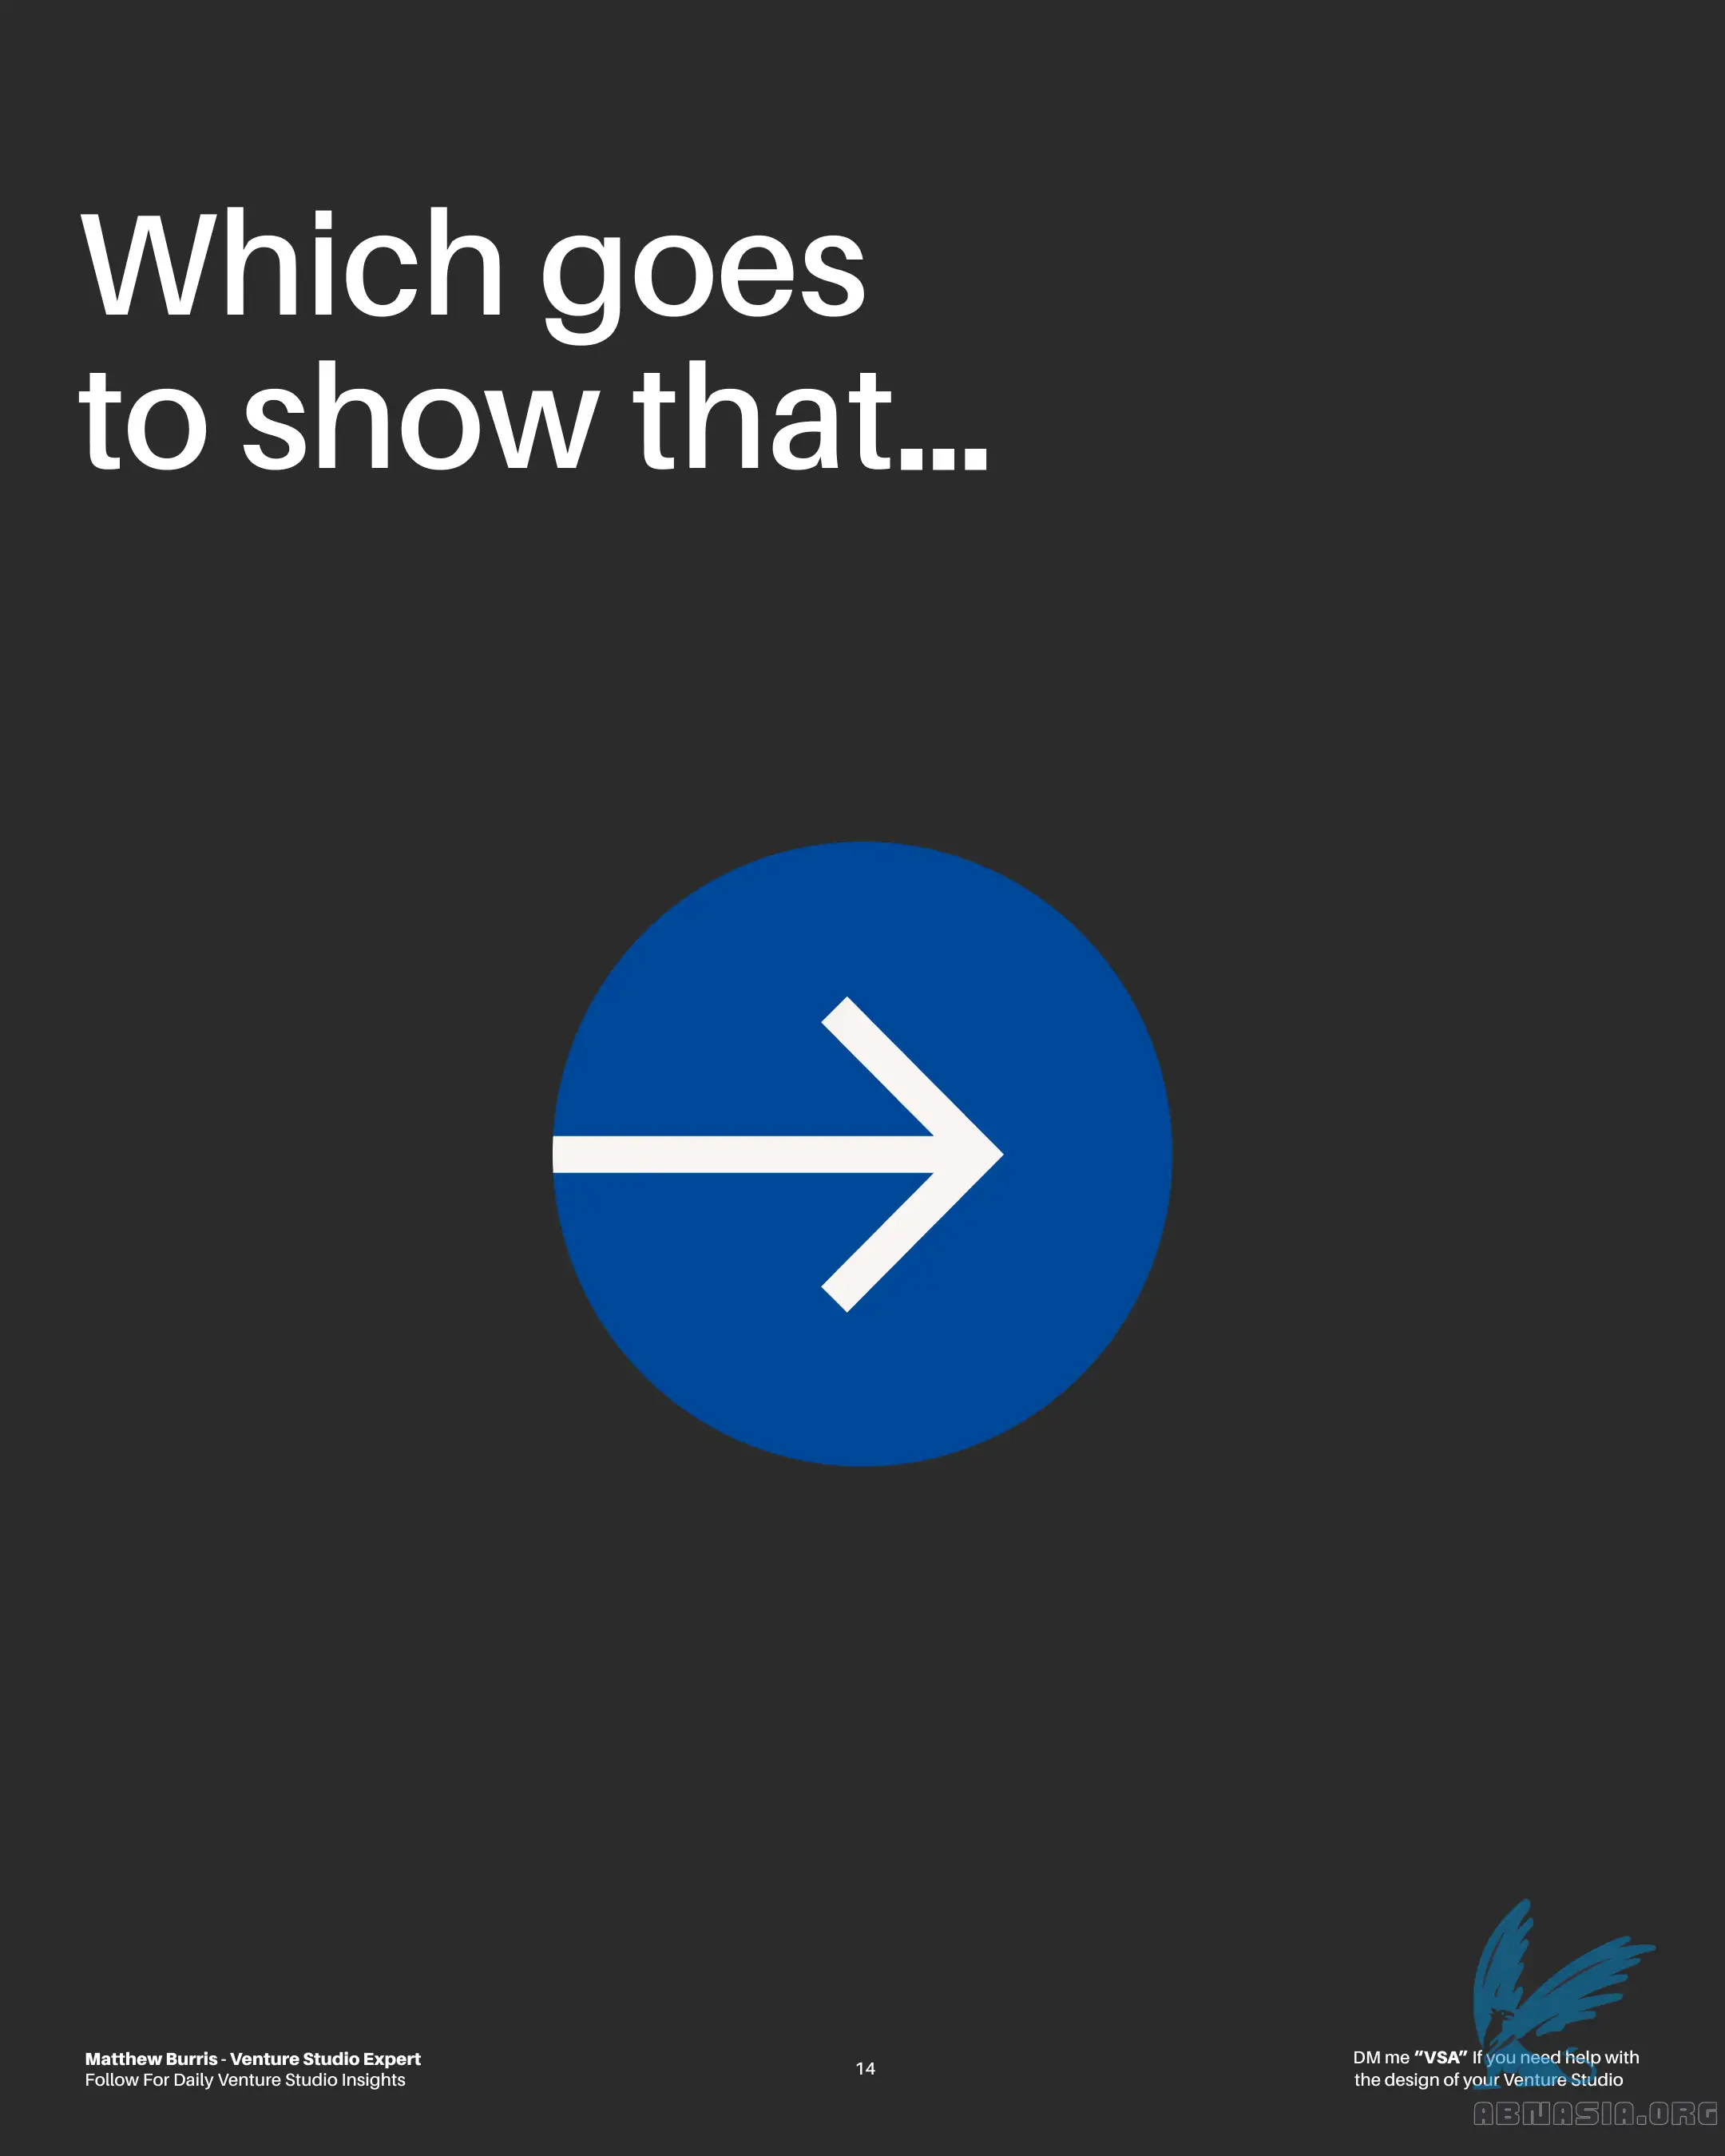 Which goes
to show that...
Matthew Burris - Venture Studio Expert
Follow For Daily Venture Studio Insights
14
DM me “VSA” If you need help with
the design of your Venture Studio
ABNASIA.ORG